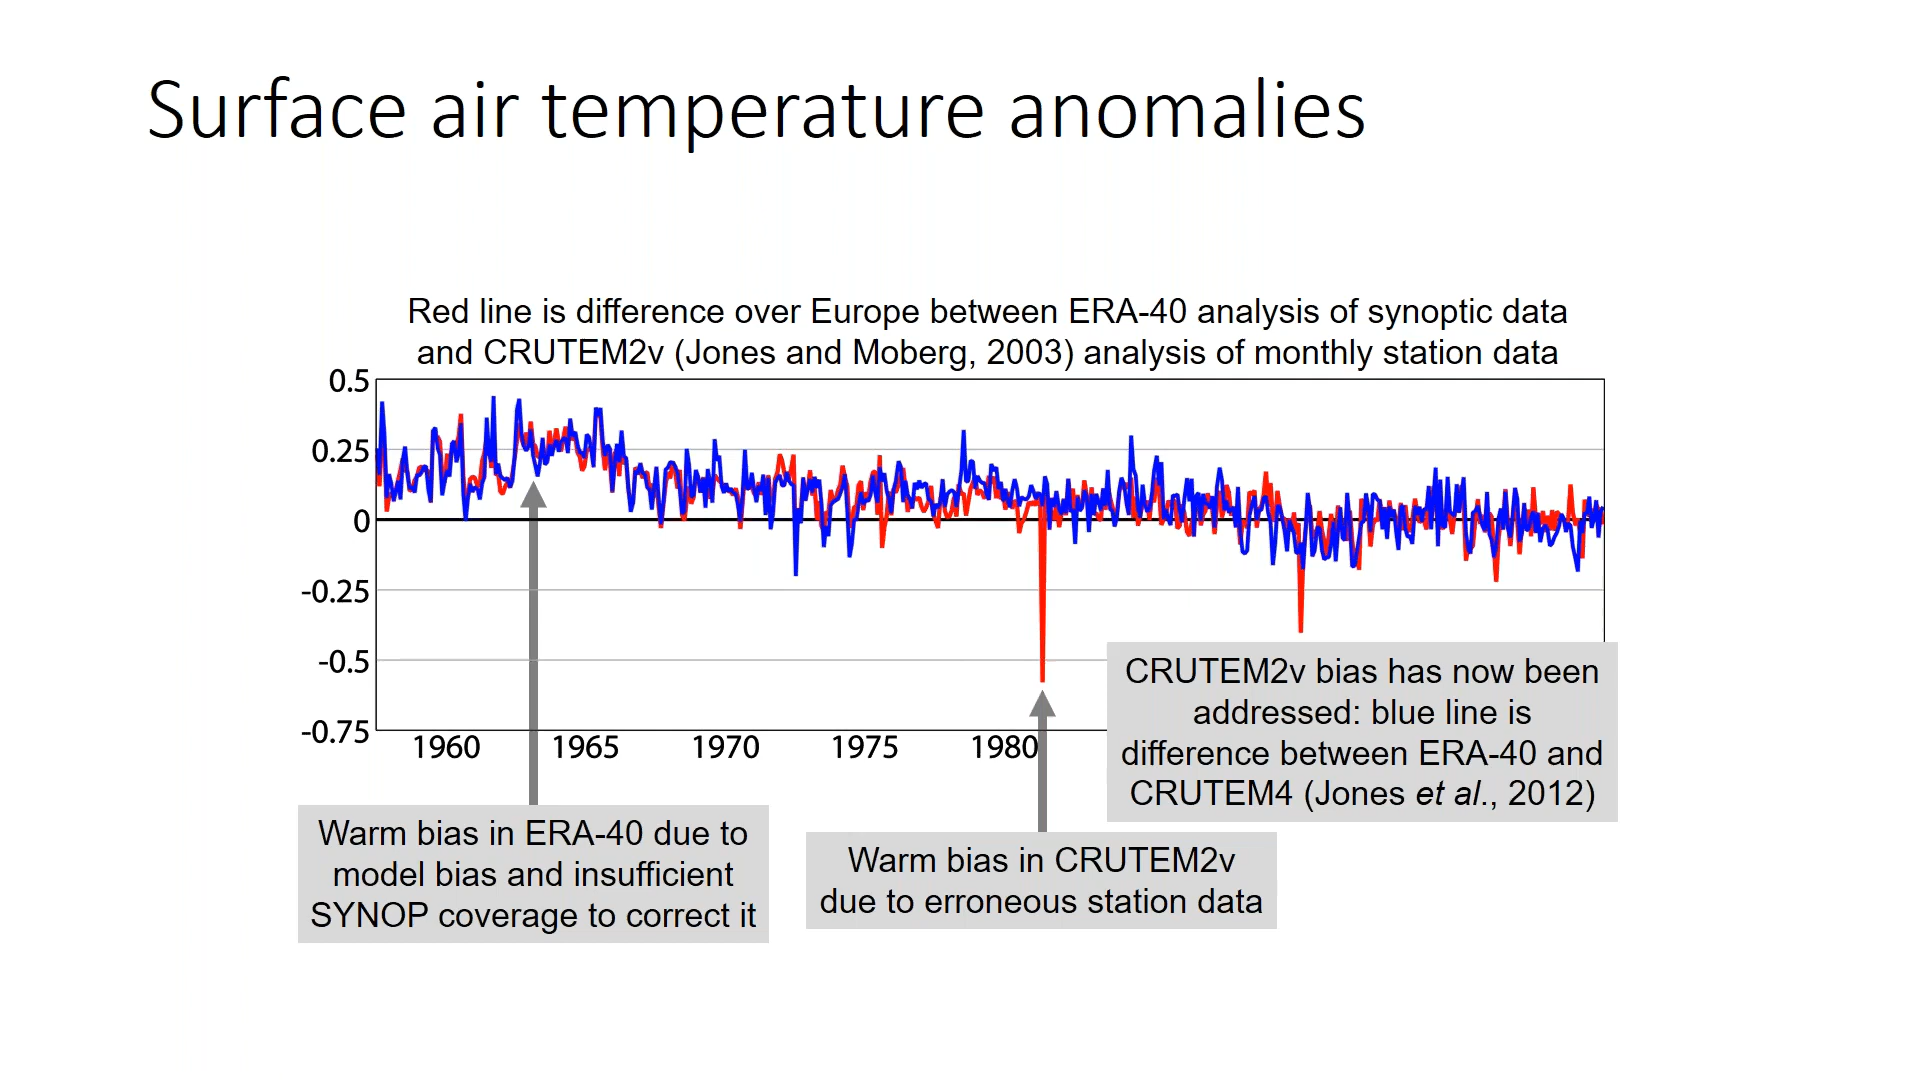 Surface air temperature anomalies
Red line is difference over Europe between ERA-40 analysis of synoptic data
and CRUTEM2v (Jones and Moberg, 2003) analysis of monthly station data
0.5
0.25
0
-0.25
-0.5
-0.75
1960 1965 1970 1975 1980
CRUTEM2v bias has now been
addressed: blue line is
difference between ERA-40 and
CRUTEM4 (Jones et al., 2012)
Warm bias in ERA-40 due to
model bias and insufficient
SYNOP coverage to correct it
Warm bias in CRUTEM2v
due to erroneous station data